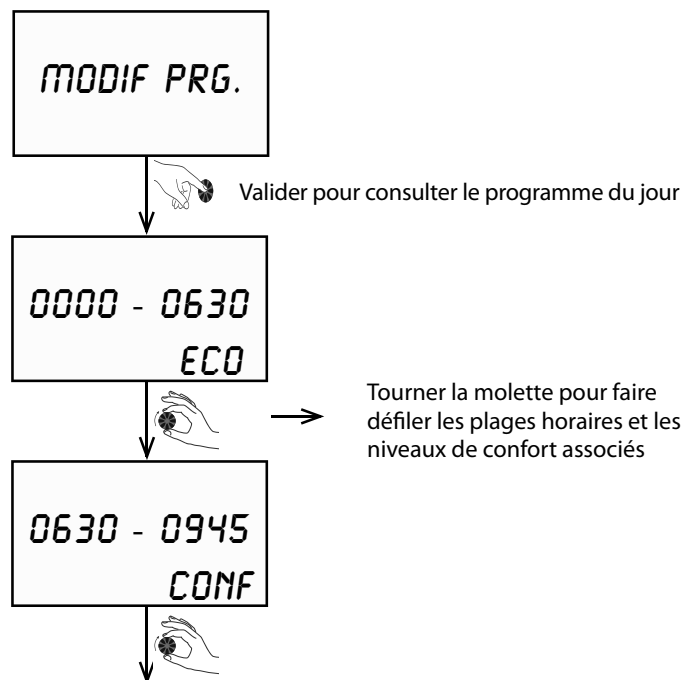 MODIF PRG.
Valider pour consulter le programme du jour
0000 - 0630
ECO
Tourner la molette pour faire
défiler les plages horaires et les
niveaux de confort associés
0630 - 0945
CONF